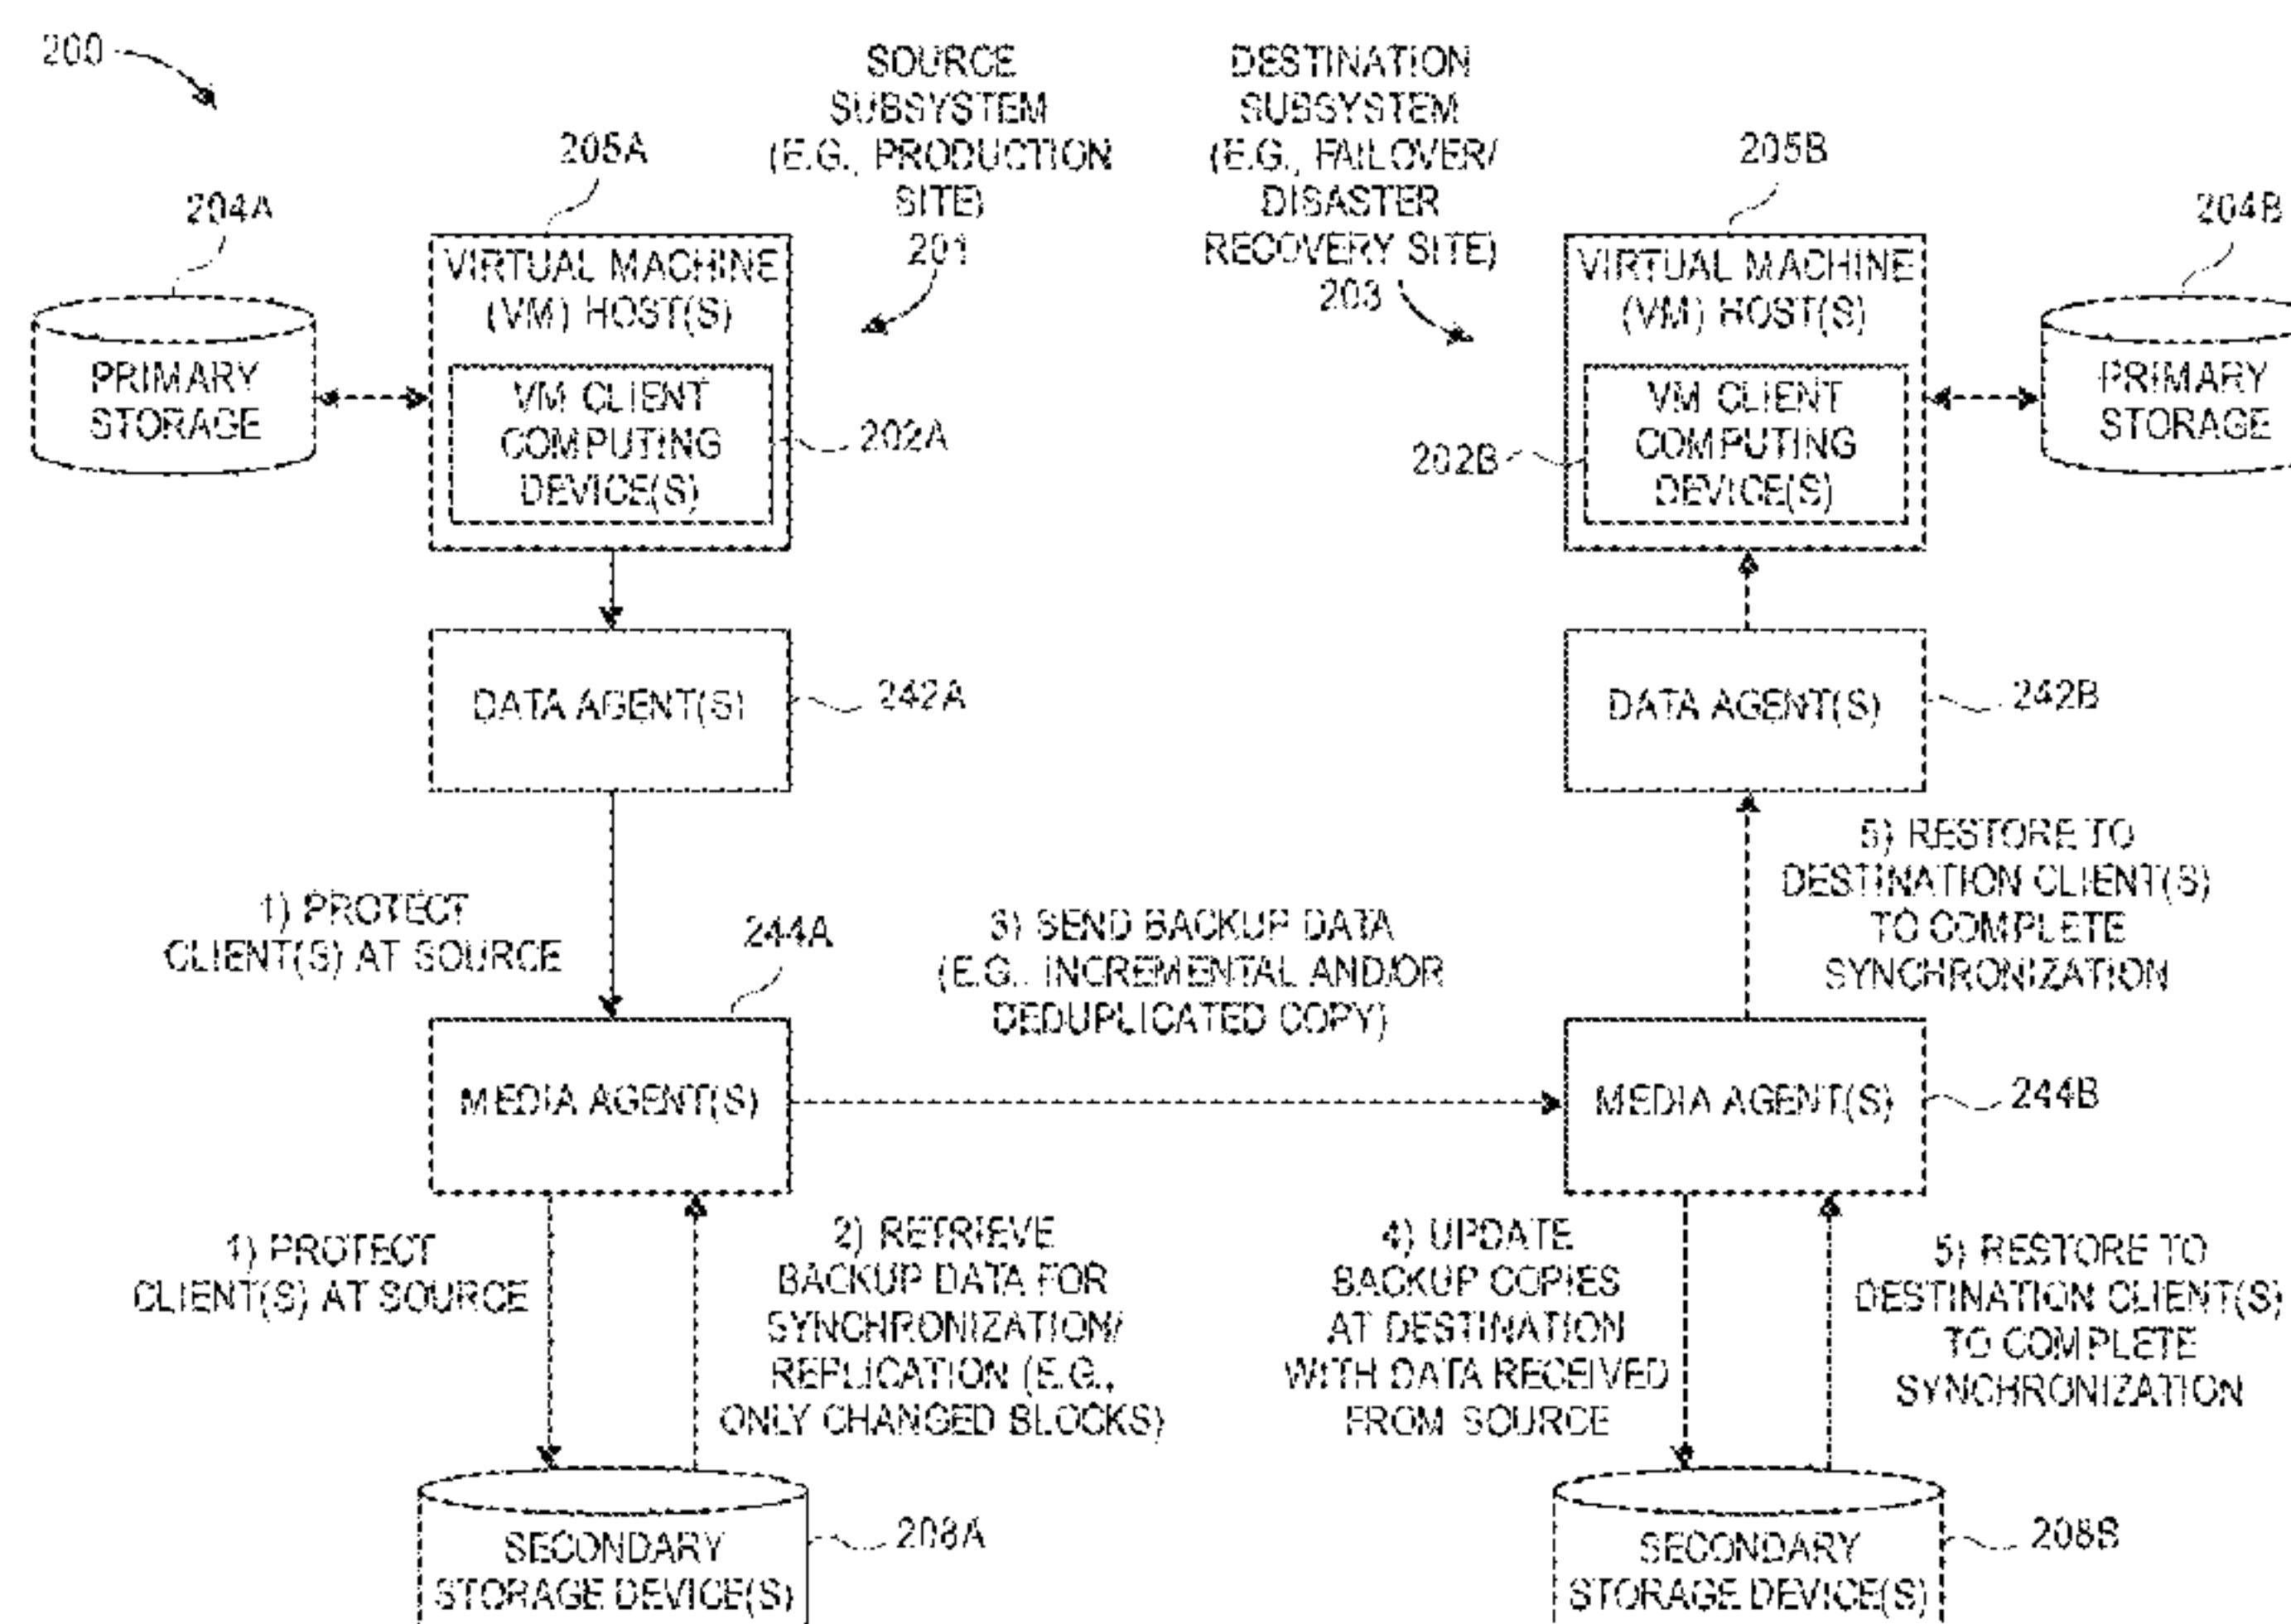 200
SOURCE
SUBSYSTEM
(E.G., PRODUCTION
SITE)
201
DESTINATION
SUBSYSTEM
(E.G., FAILOVER/
DISASTER
RECOVERY SITE)
203
205A
205B
204A
204B
VIRTUAL MACHINE
(VM) HOST(S)
VIRTUAL MACHINE
(VM) HOST(S)
PRIMARY
STORAGE
VM CLIENT
COMPUTING
DEVICE(S)
202A
202B
VM CLIENT
COMPUTING
DEVICE(S)
PRIMARY
STORAGE
DATA AGENT(S)
242A
DATA AGENT(S)
242B
1) PROTECT
CLIENT(S) AT SOURCE
244A
3) SEND BACKUP DATA
(E.G., INCREMENTAL AND/OR
DEDUPLICATED COPY)
5) RESTORE TO
DESTINATION CLIENT(S)
TO COMPLETE
SYNCHRONIZATION
MEDIA AGENT(S)
MEDIA AGENT(S)
244B
1) PROTECT
CLIENT(S) AT SOURCE
2) RETRIEVE
BACKUP DATA FOR
SYNCHRONIZATION/
REPLICATION (E.G.,
ONLY CHANGED BLOCKS)
4) UPDATE
BACKUP COPIES
AT DESTINATION
WITH DATA RECEIVED
FROM SOURCE
5) RESTORE TO
DESTINATION CLIENT(S)
TO COMPLETE
SYNCHRONIZATION
SECONDARY
STORAGE DEVICE(S)
208A
SECONDARY
STORAGE DEVICE(S)
208B